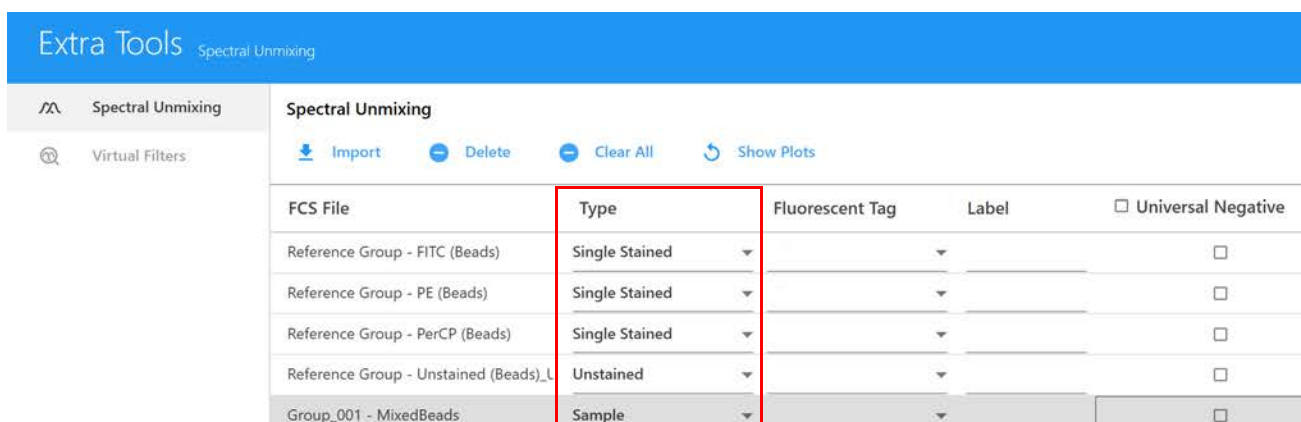 Extra Tools Spectral Unmixing
Spectral Unmixing
Virtual Filters
Spectral Unmixing
Import Delete Clear All Show Plots
FCS File Type Fluorescent Tag Label Universal Negative
Reference Group - FITC (Beads) Single Stained
Reference Group - PE (Beads) Single Stained
Reference Group - PerCP (Beads) Single Stained
Reference Group - Unstained (Beads)_U Unstained
Group_001 - MixedBeads Sample